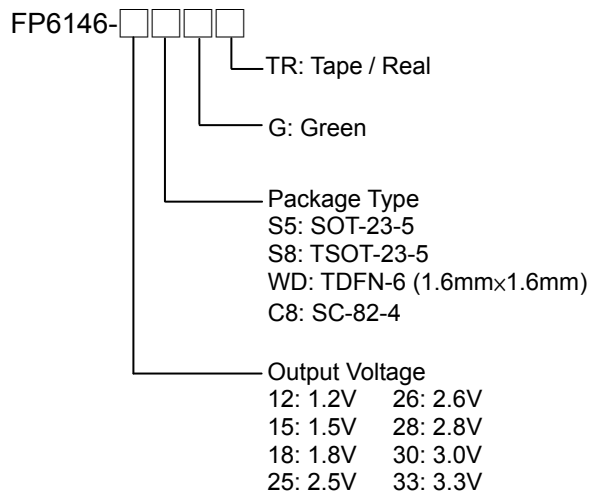 FP6146-
TR: Tape / Real
G: Green
Package Type
S5: SOT-23-5
S8: TSOT-23-5
WD: TDFN-6 (1.6mm×1.6mm)
C8: SC-82-4
Output Voltage
12: 1.2V 26: 2.6V
15: 1.5V 28: 2.8V
18: 1.8V 30: 3.0V
25: 2.5V 33: 3.3V